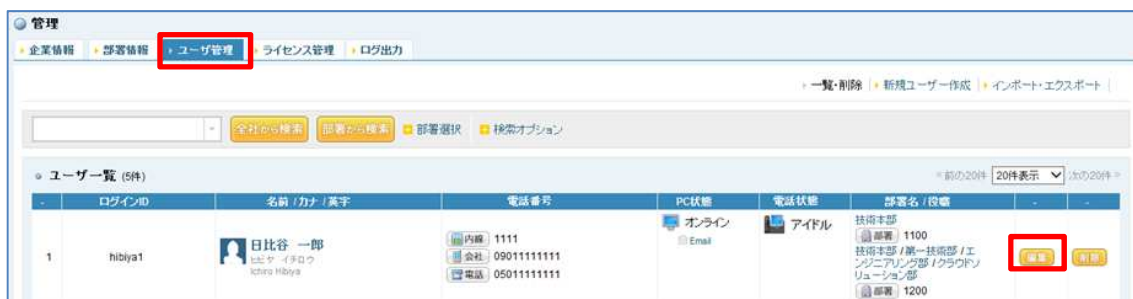 管理
企業情報 部署情報 ユーザ管理 ライセンス管理 ログ出力
一覧・削除 新規ユーザー作成 インポート・エクスポート
全社から検索 部署から検索 部署選択 検索オプション
ユーザ一覧 (5件) <前の20件 20件表示 次の20件>
- ログインID 名前 /カナ /英字 電話番号 PC状態 電話状態 部署名 /役職 - -
1 hibiya1
日比谷 一郎
ヒビヤ イチロウ
Ichiro Hibiya
内線 1111
会社 09011111111
電話 05011111111
オンライン
Email
アイドル
技術本部
部署 1100
技術本部 /第一技術部 /エ
ンジニアリング部 /クラウドソ
リューション部
部署 1200
編集 削除